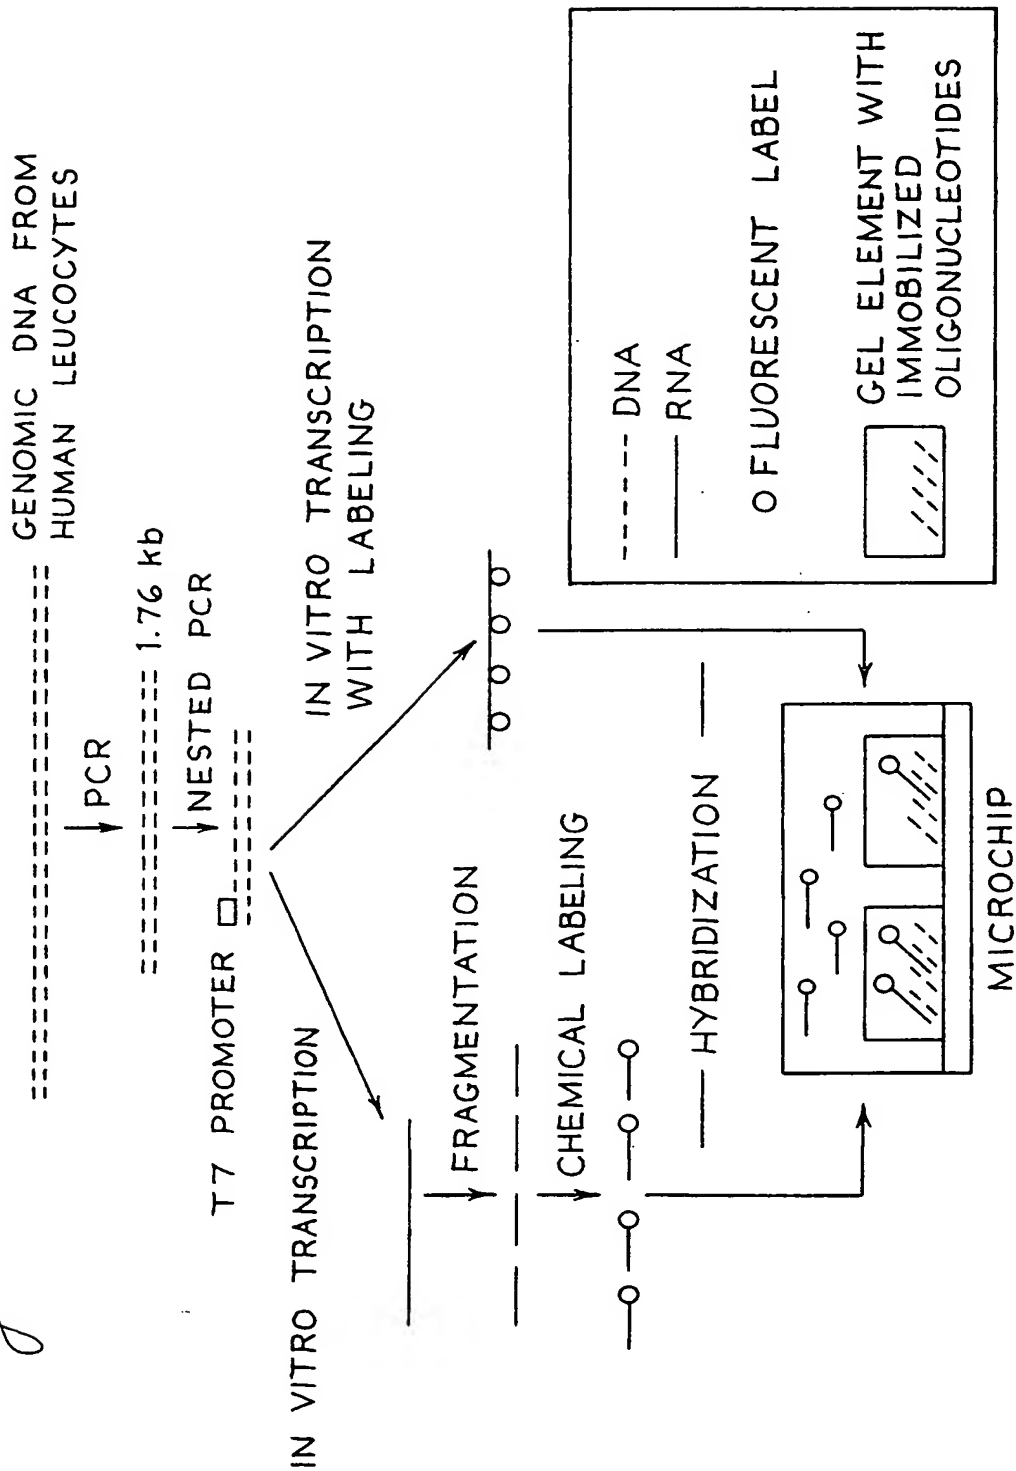 GENOMIC DNA FROM
HUMAN LEUCOCYTES
PCR
1.76 kb
NESTED PCR
T7 PROMOTER
IN VITRO TRANSCRIPTION
IN VITRO TRANSCRIPTION
WITH LABELING
FRAGMENTATION
CHEMICAL LABELING
HYBRIDIZATION
MICROCHIP
DNA
RNA
FLUORESCENT LABEL
GEL ELEMENT WITH
IMMOBILIZED
OLIGONUCLEOTIDES